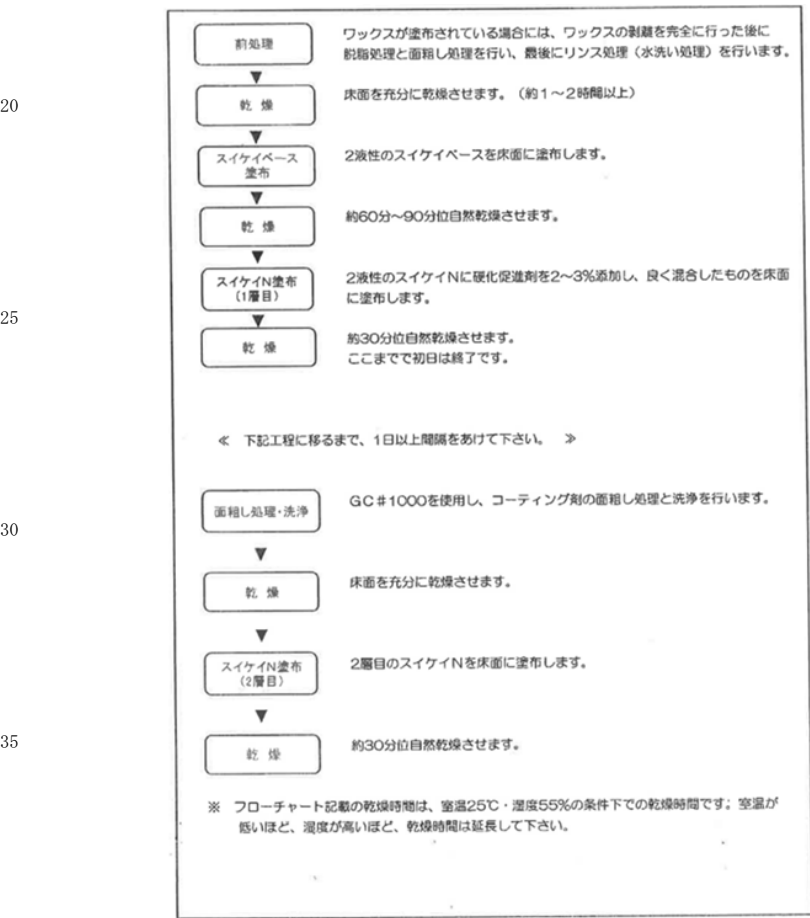 前処理
ワックスが塗布されている場合には、ワックスの剥離を完全に行った後に
脱脂処理と面粗し処理を行い、最後にリンス処理（水洗い処理）を行います。
▼
20
乾 燥
床面を充分に乾燥させます。（約1～2時間以上）
▼
スイケイベース
塗布
2液性のスイケイベースを床面に塗布します。
▼
乾 燥
約60分～90分位自然乾燥させます。
▼
スイケイN塗布
(1層目)
2液性のスイケイNに硬化促進剤を2～3%添加し、良く混合したものを床面
に塗布します。
25
▼
乾 燥
約30分位自然乾燥させます。
ここまでで初日は終了です。
≪ 下記工程に移るまで、1日以上間隔をあけて下さい。 ≫
面粗し処理・洗浄
GC＃1000を使用し、コーティング剤の面粗し処理と洗浄を行います。
30
▼
乾 燥
床面を充分に乾燥させます。
▼
スイケイN塗布
(2層目)
2層目のスイケイNを床面に塗布します。
▼
35
乾 燥
約30分位自然乾燥させます。
※ フローチャート記載の乾燥時間は、室温25℃・湿度55%の条件下での乾燥時間です；室温が
低いほど、湿度が高いほど、乾燥時間は延長して下さい。